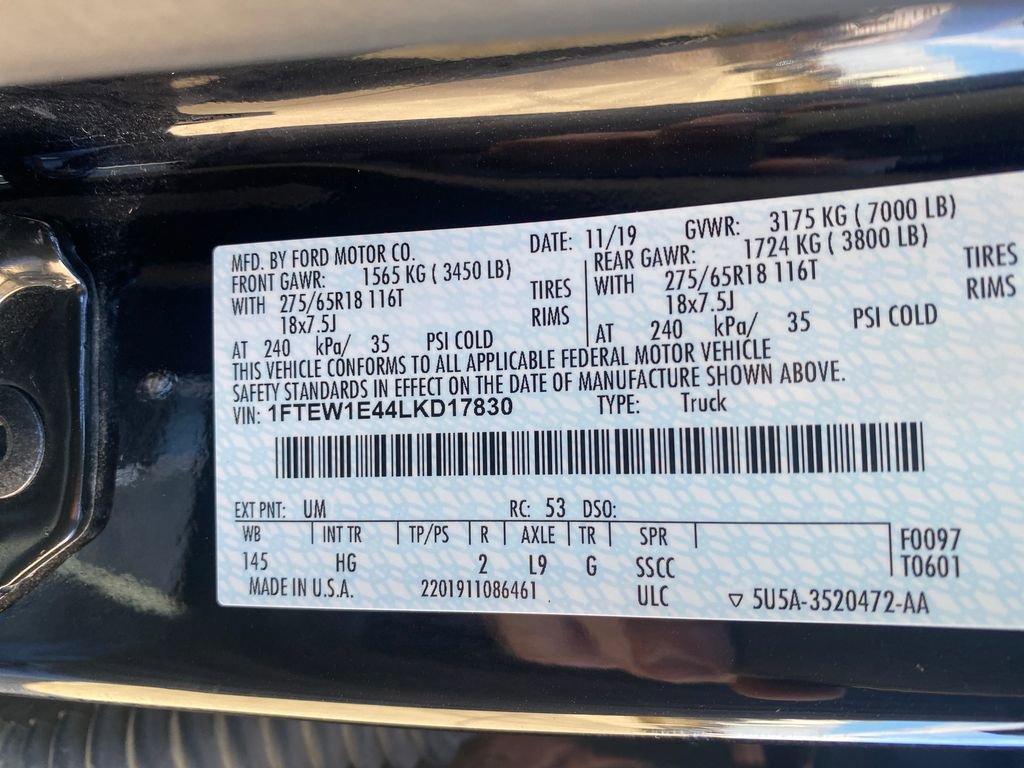 MFD. BY FORD MOTOR CO. DATE: 11/19 GVWR: 3175 KG ( 7000 LB)
FRONT GAWR: 1565 KG ( 3450 LB) REAR GAWR: 1724 KG ( 3800 LB)
WITH 275/65R18 116T TIRES WITH 275/65R18 116T TIRES
18x7.5J RIMS 18x7.5J RIMS
AT 240 kPa/ 35 PSI COLD AT 240 kPa/ 35 PSI COLD
THIS VEHICLE CONFORMS TO ALL APPLICABLE FEDERAL MOTOR VEHICLE
SAFETY STANDARDS IN EFFECT ON THE DATE OF MANUFACTURE SHOWN ABOVE.
VIN: 1FTEW1E44LKD17830 TYPE: Truck
EXT PNT: UM RC: 53 DSO:
WB INT TR TP/PS R AXLE TR SPR F0097
145 HG 2 L9 G SSCC T0601
MADE IN U.S.A. 2201911086461 ULC ▽ 5U5A-3520472-AA